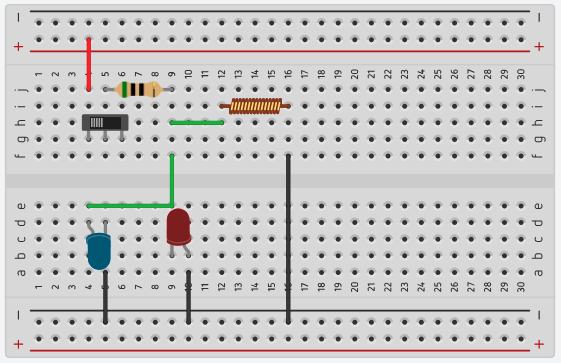 − −
+ +
1 2 3 4 5 6 7 8 9 10 11 12 13 14 15 16 17 18 19 20 21 22 23 24 25 26 27 28 29 30
j j
i i
h h
g g
f f
e e
d d
c c
b b
a a
1 2 3 4 5 6 7 8 9 10 11 12 13 14 15 16 17 18 19 20 21 22 23 24 25 26 27 28 29 30
− −
+ +